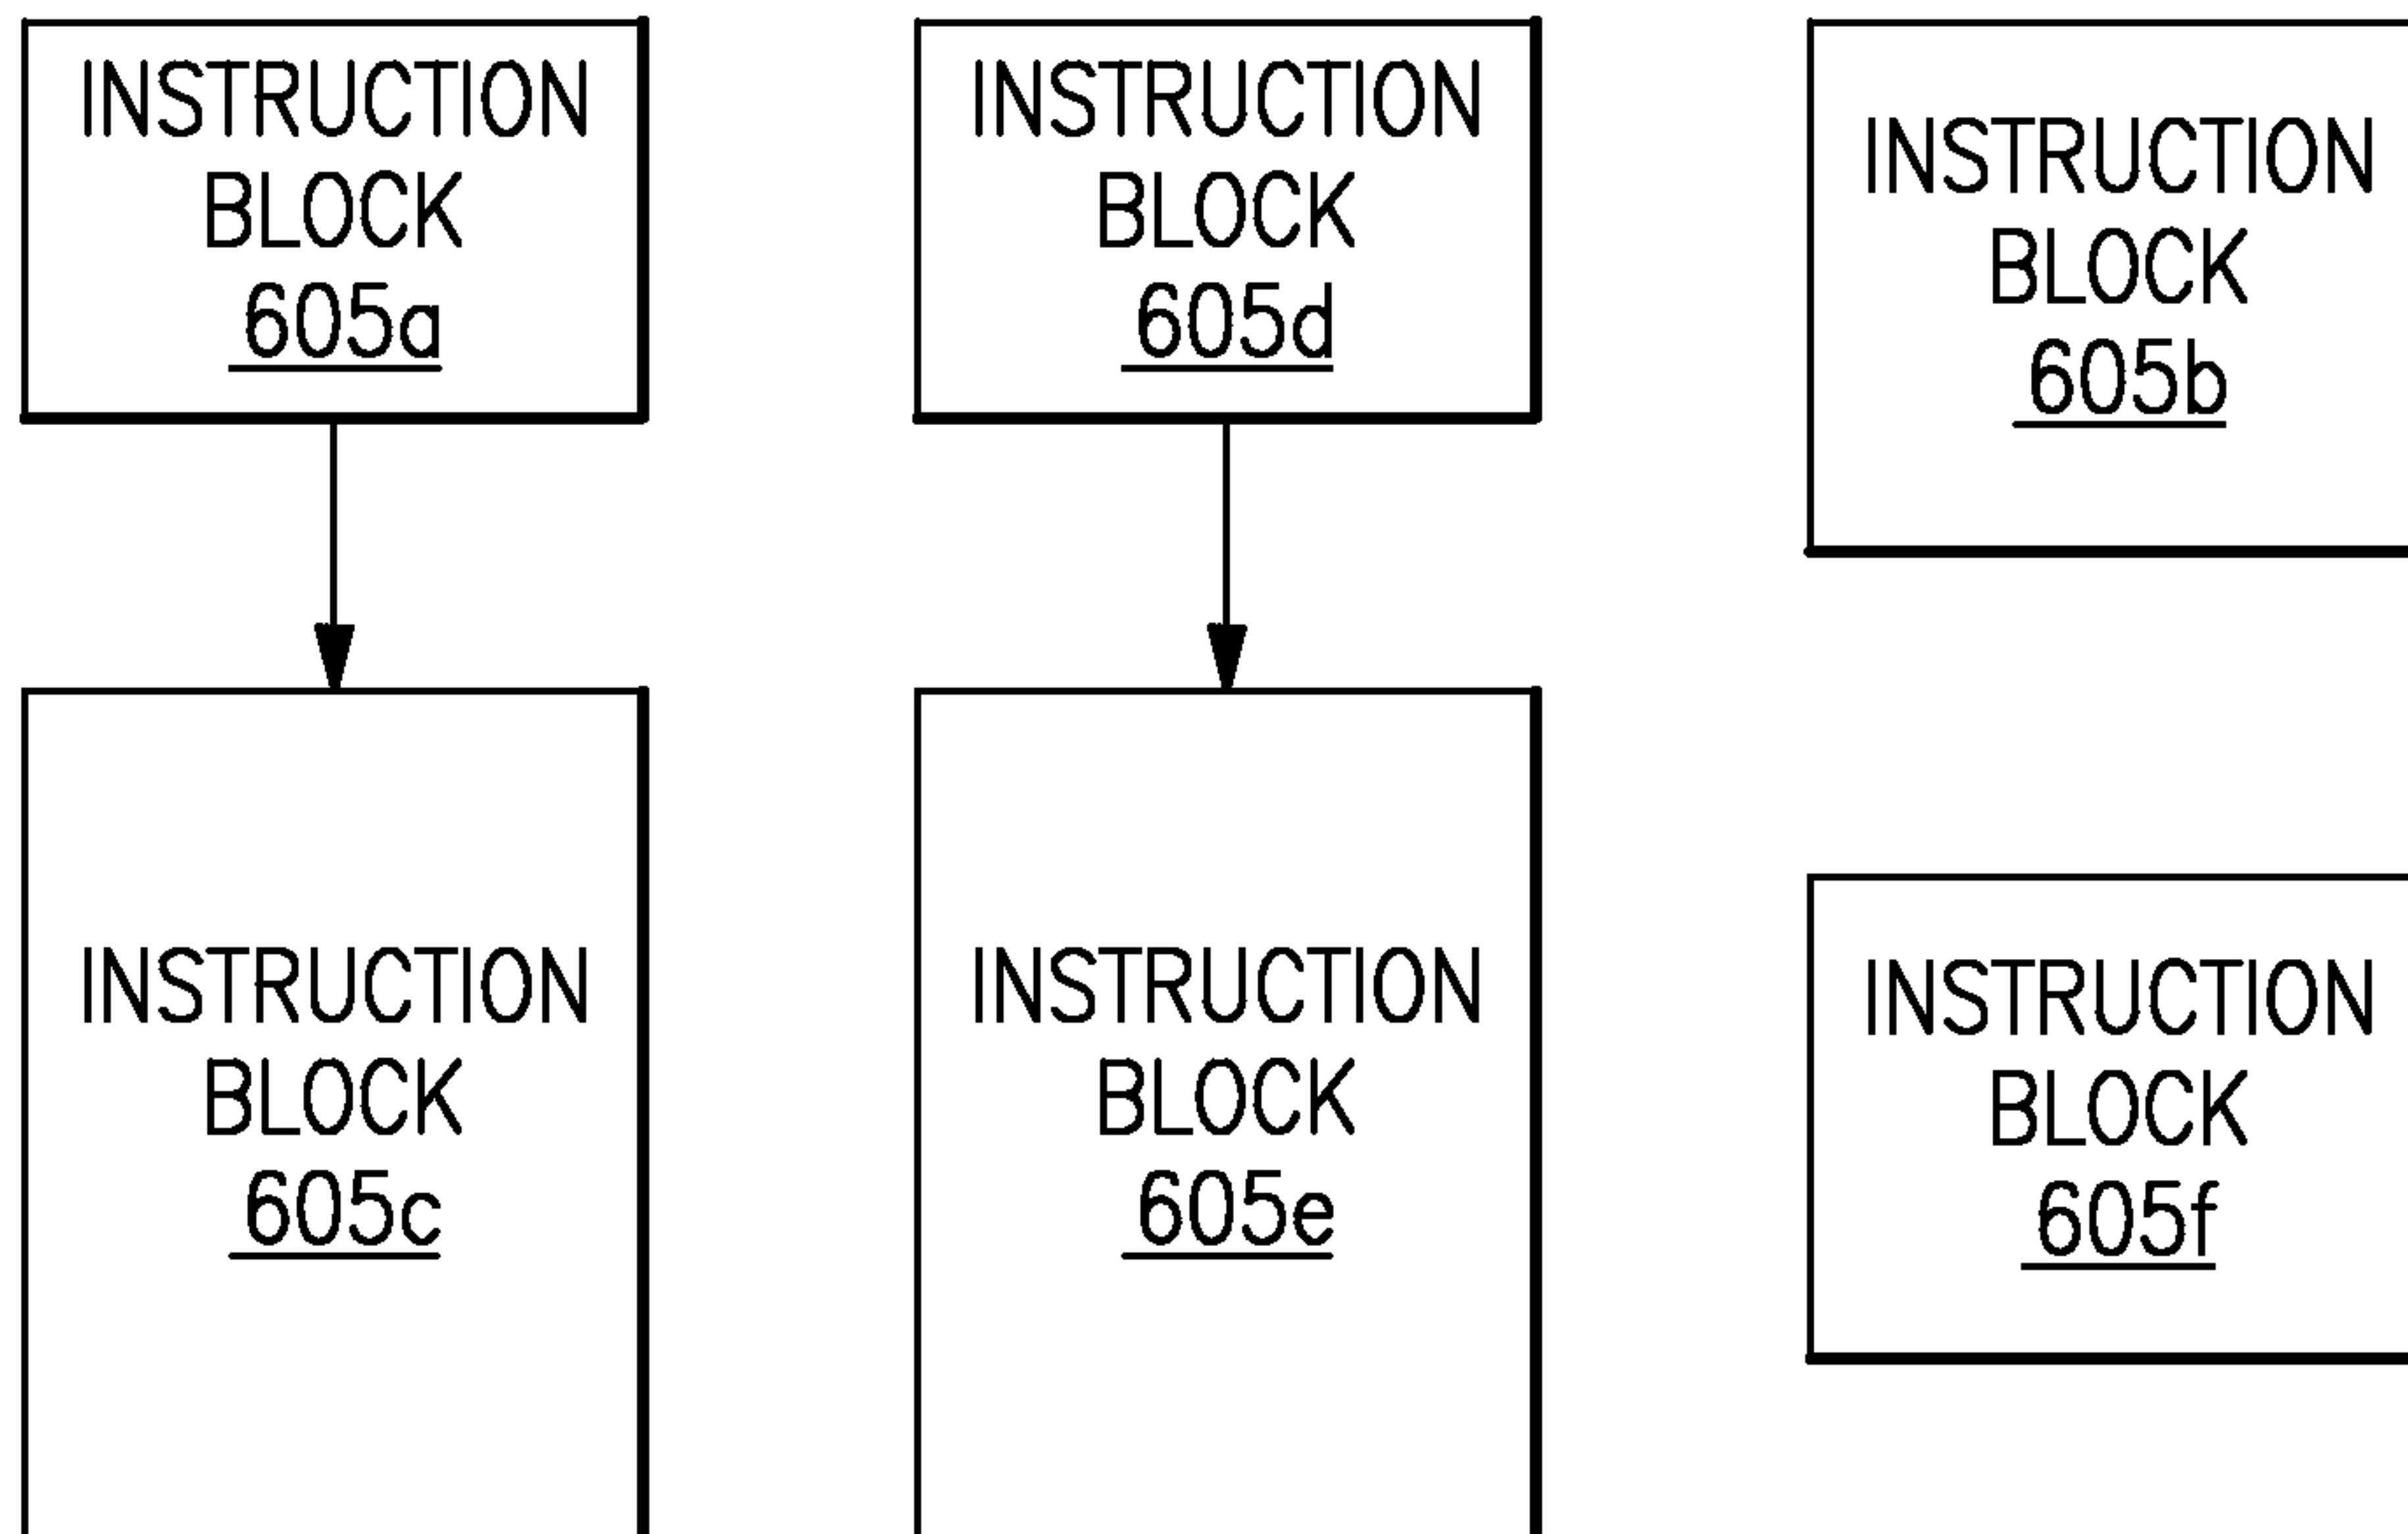 INSTRUCTION
BLOCK
605a
INSTRUCTION
BLOCK
605d
INSTRUCTION
BLOCK
605b
INSTRUCTION
BLOCK
605c
INSTRUCTION
BLOCK
605e
INSTRUCTION
BLOCK
605f